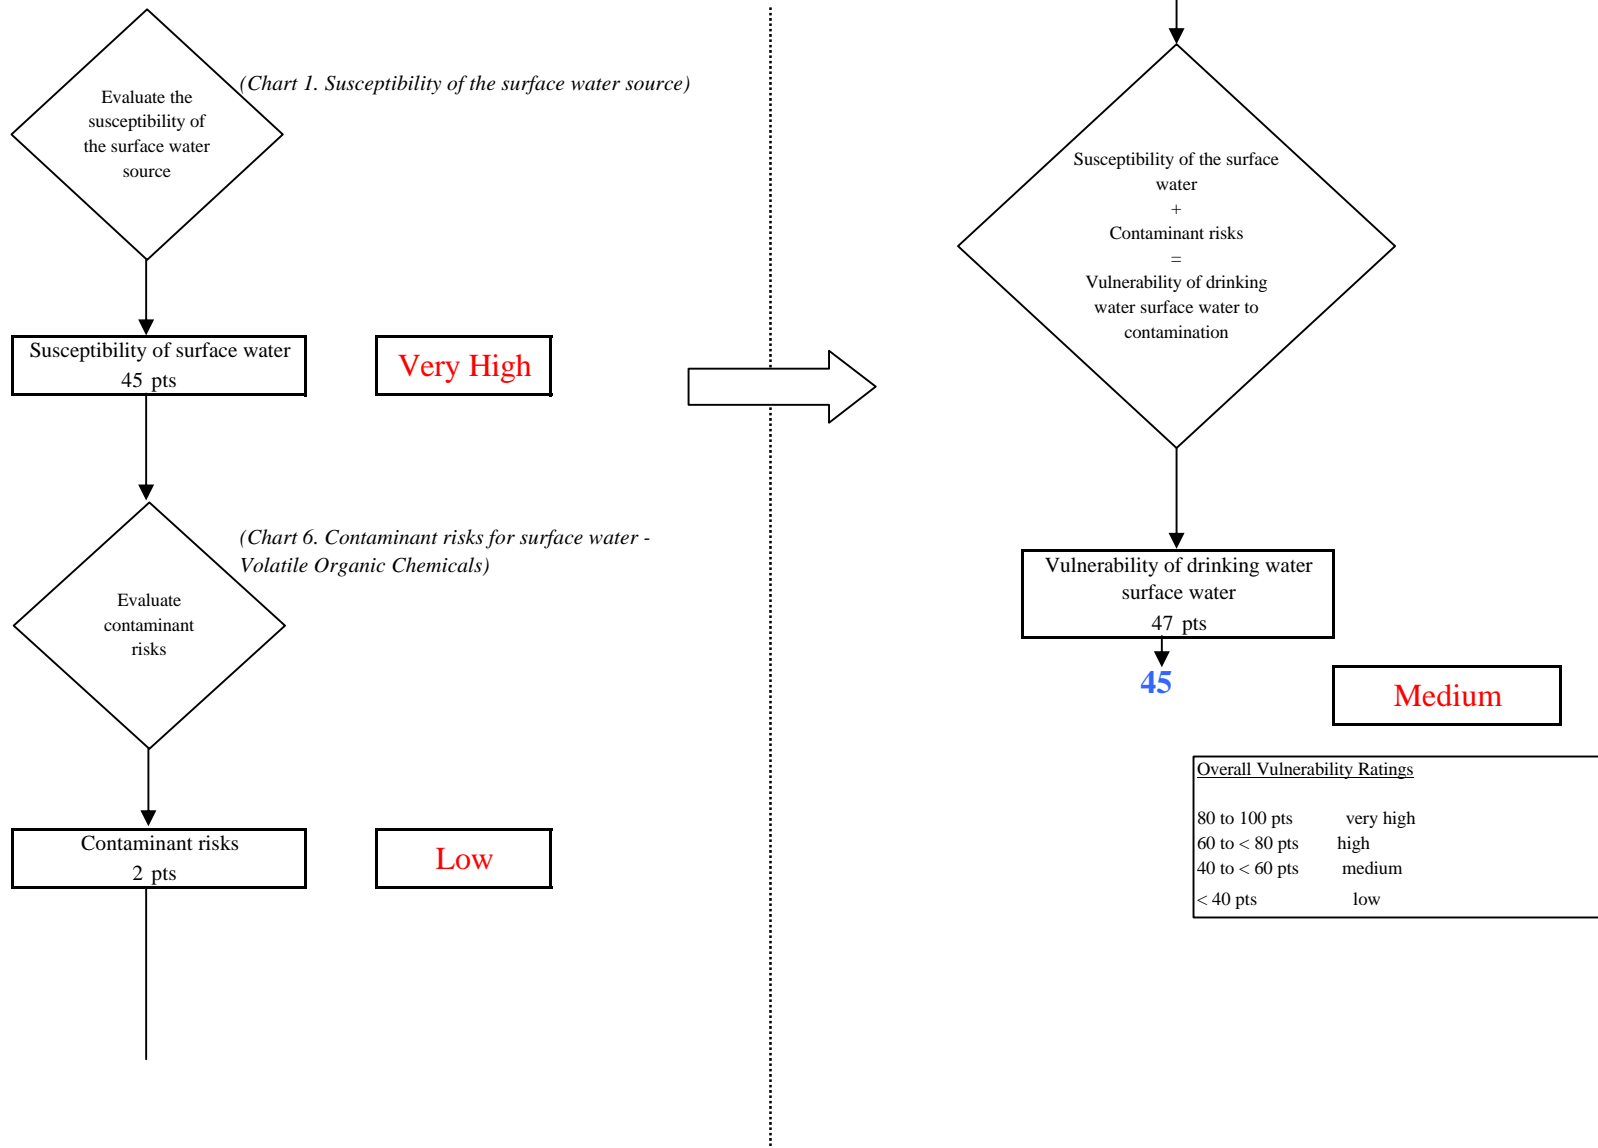 Evaluate the
susceptibility of
the surface water
source
(Chart 1. Susceptibility of the surface water source)
Susceptibility of surface water
45 pts
Very High
(Chart 6. Contaminant risks for surface water -
Volatile Organic Chemicals)
Evaluate
contaminant
risks
Contaminant risks
2 pts
Low
Susceptibility of the surface
water
+
Contaminant risks
=
Vulnerability of drinking
water surface water to
contamination
Vulnerability of drinking water
surface water
47 pts
45
Medium
Overall Vulnerability Ratings
80 to 100 pts very high
60 to < 80 pts high
40 to < 60 pts medium
< 40 pts low